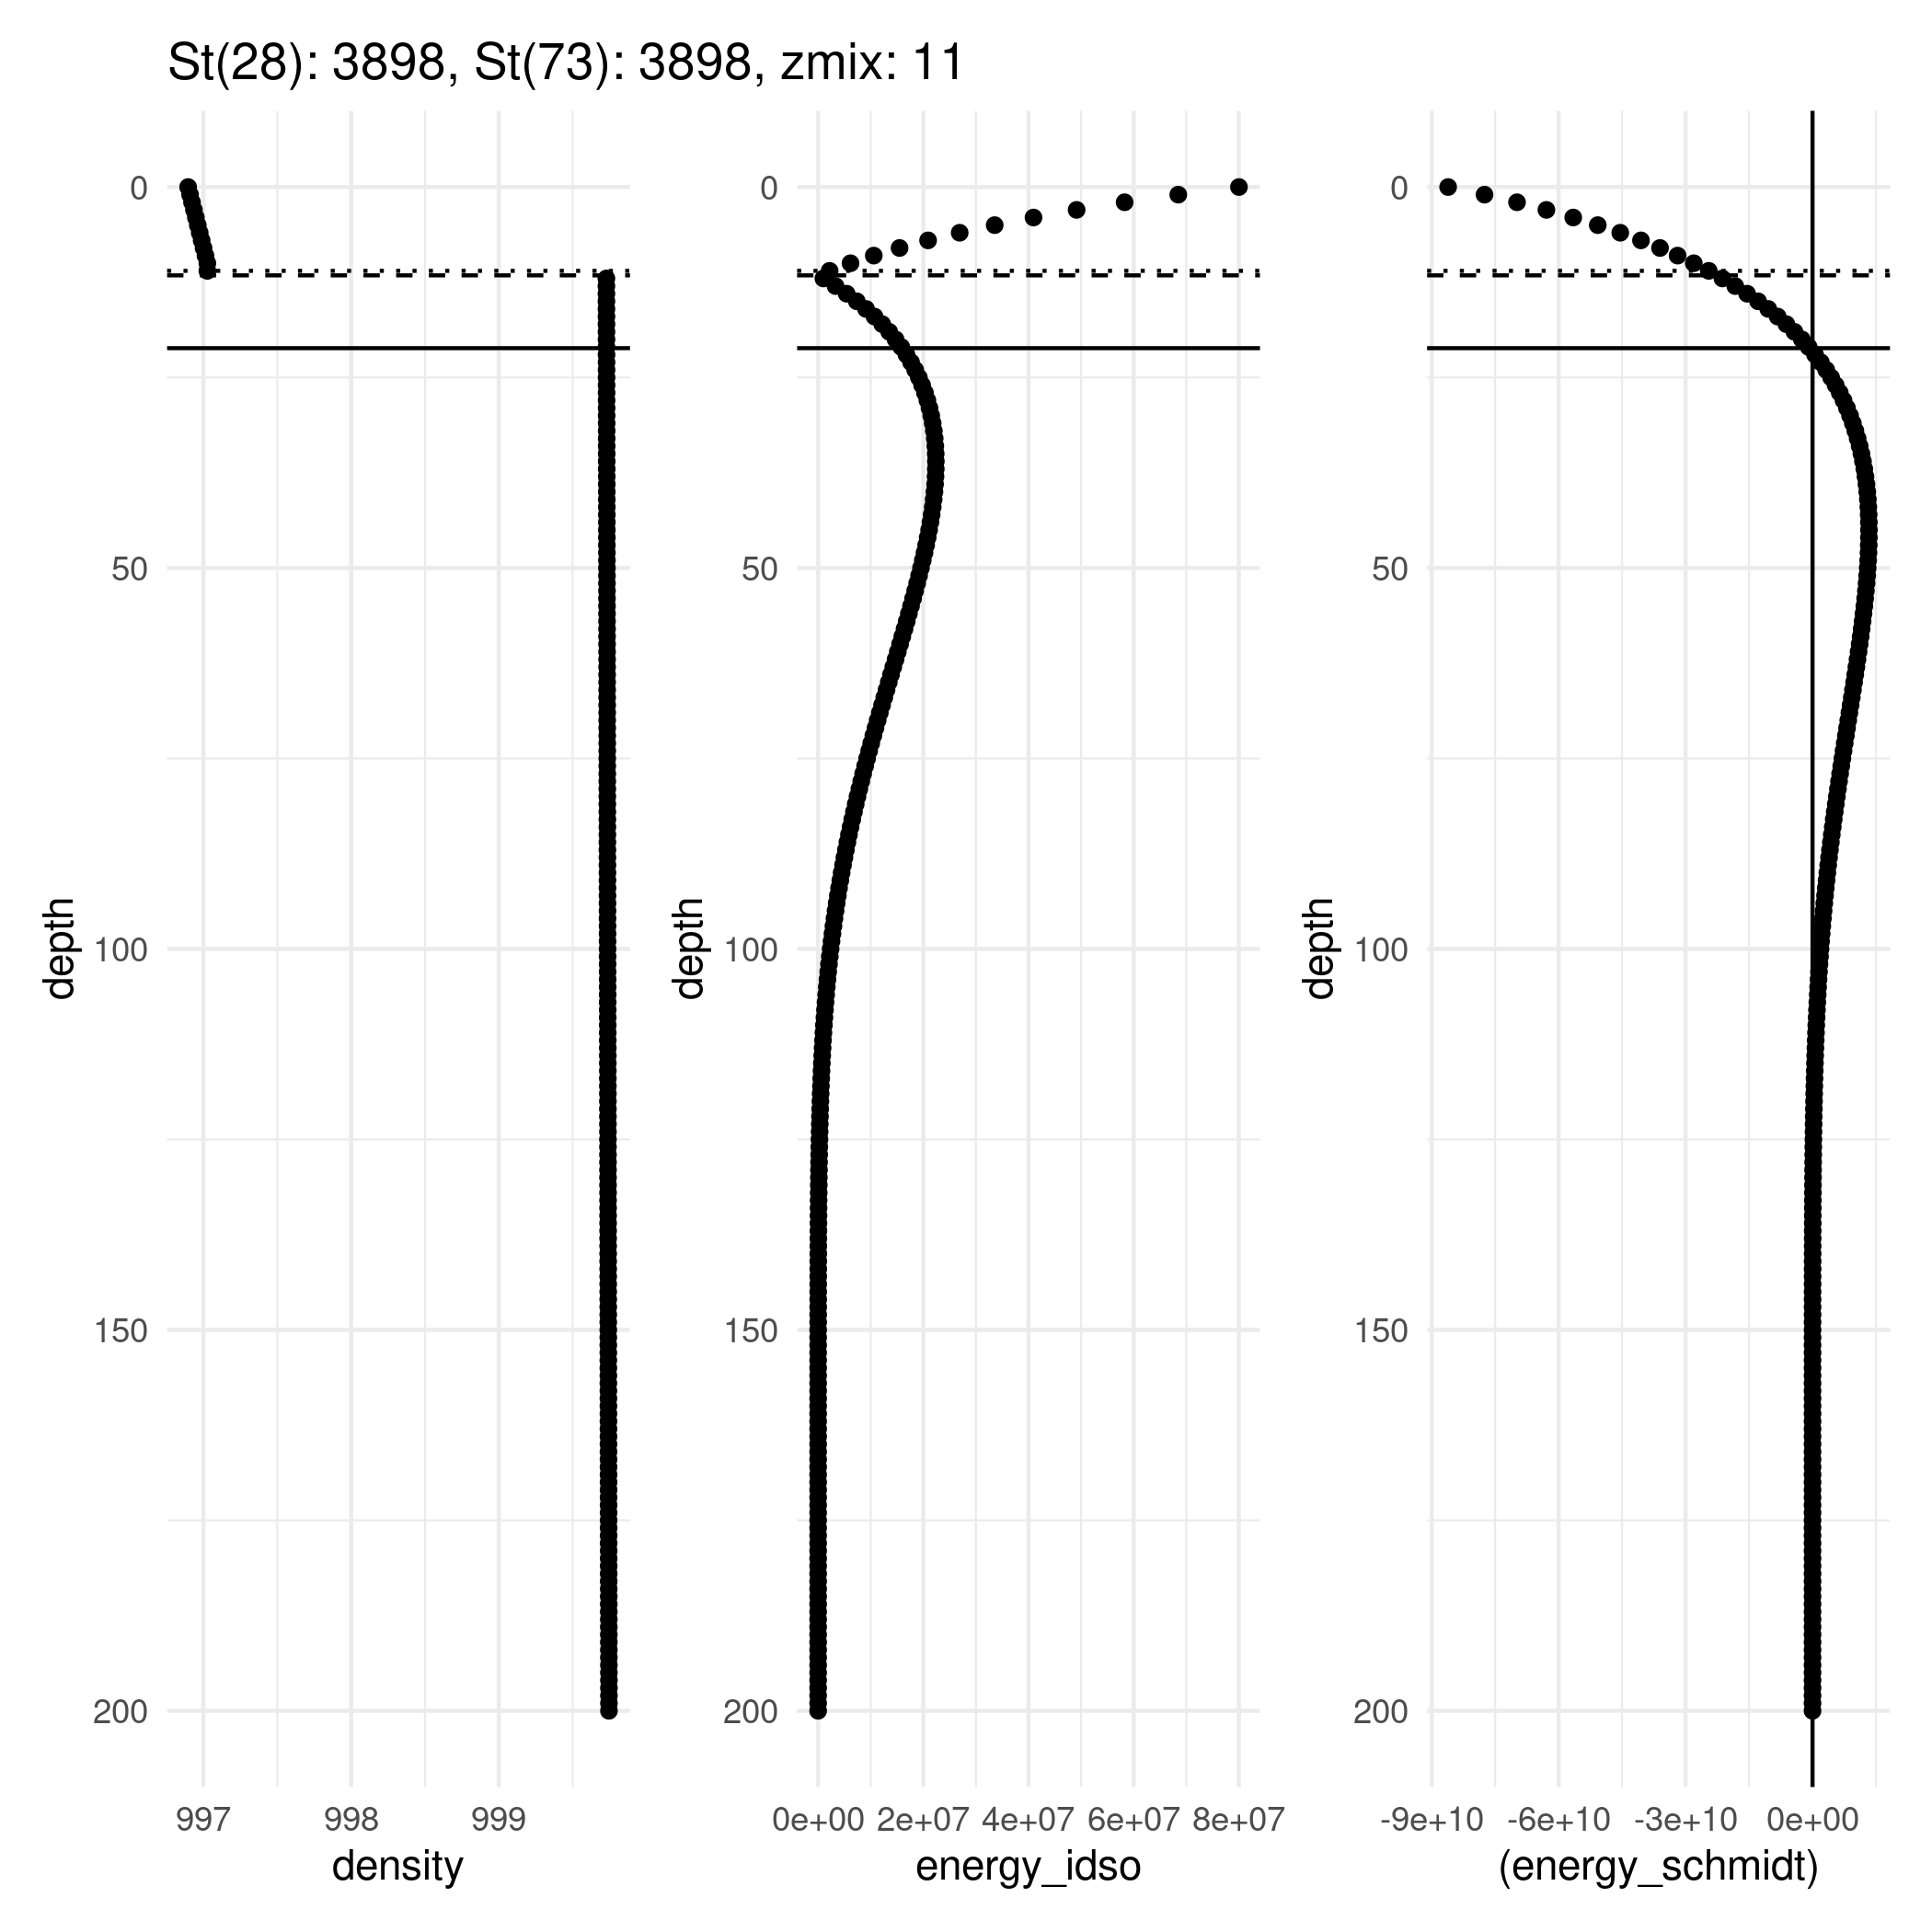 St(28): 3898, St(73): 3898, zmix: 11
depth
0
50
100
150
200
997 998 999
density
depth
0
50
100
150
200
0e+00 2e+07 4e+07 6e+07 8e+07
energy_idso
depth
0
50
100
150
200
-9e+10 -6e+10 -3e+10 0e+00
(energy_schmidt)